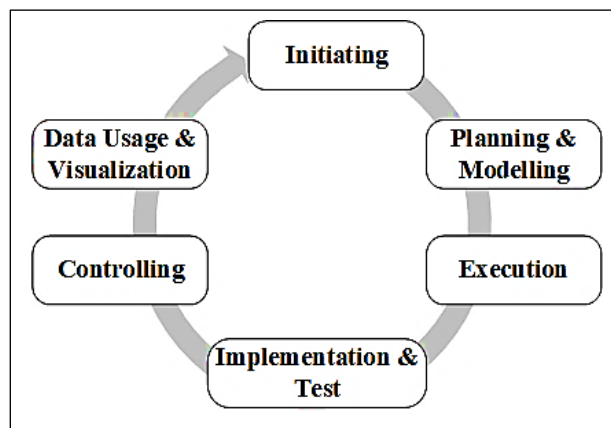 Initiating
Planning &
Modelling
Execution
Implementation &
Test
Controlling
Data Usage &
Visualization